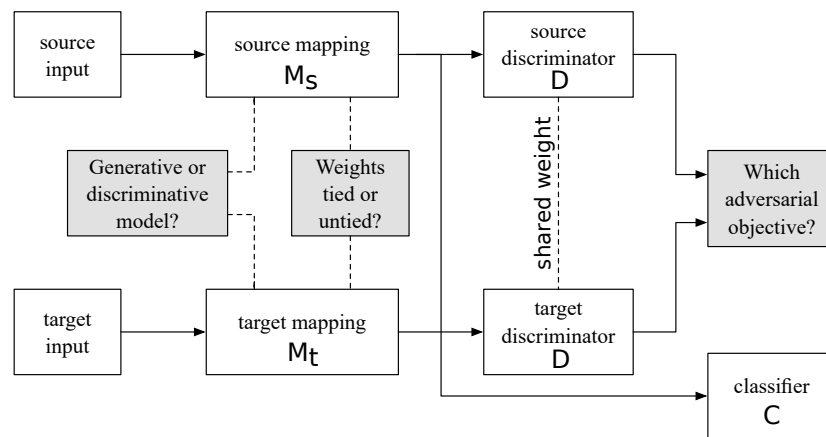 source
input
source mapping
Ms
source
discriminator
D
Generative or
discriminative
model?
Weights
tied or
untied?
shared weight
Which
adversarial
objective?
target
input
target mapping
Mt
target
discriminator
D
classifier
C